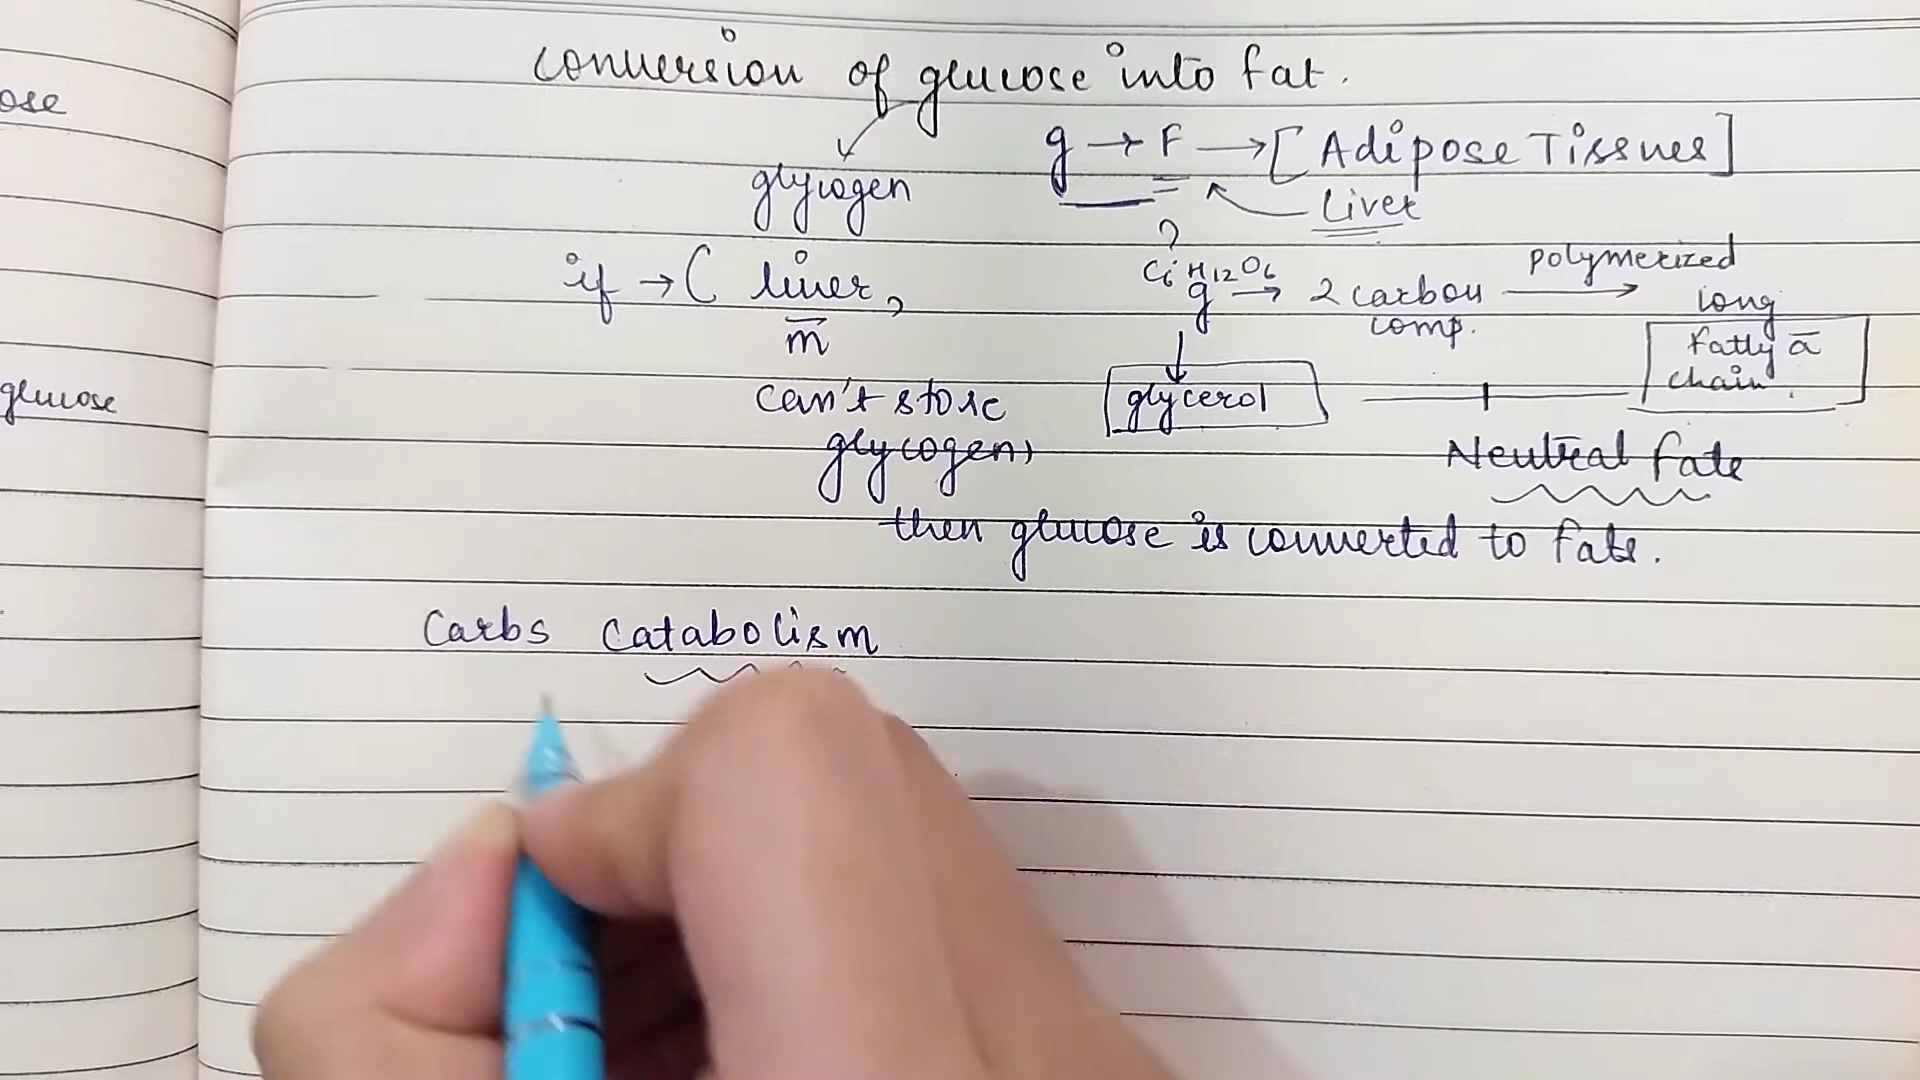 ose
glucose
conversion of glucose into fat.
glycogen
g → F → [Adipose Tissues]
Liver
?
if → ( liver,
m
can't store
glycogen,
then glucose is converted to fats.
C6H12O6
g → 2 carbon comp. polymerized → long
fatty a
chain.
glycerol
Neutral fats
Carbs Catabolism